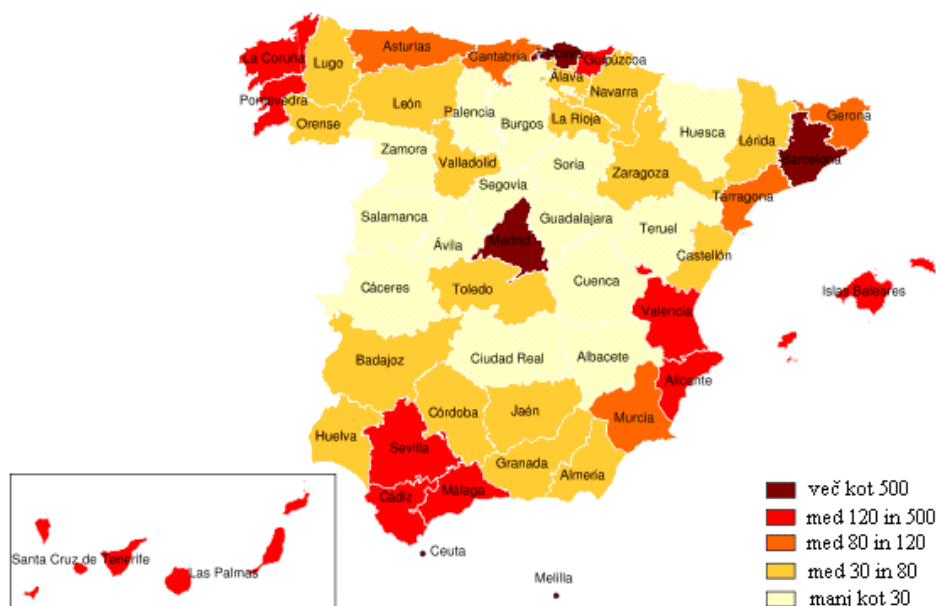 Asturias
Cantabria
Vizcaya
Guipúzcoa
La Coruña
Lugo
Álava
Navarra
Pontevedra
León
Palencia
Burgos
La Rioja
Huesca
Lérida
Gerona
Orense
Barcelona
Zamora
Valladolid
Soria
Zaragoza
Segovia
Tarragona
Salamanca
Guadalajara
Teruel
Ávila
Madrid
Castellón
Cáceres
Toledo
Cuenca
Islas Baleares
Valencia
Badajoz
Ciudad Real
Albacete
Alicante
Córdoba
Jaén
Murcia
Huelva
Sevilla
Granada
Almería
Cádiz
Málaga
Ceuta
Melilla
Santa Cruz de Tenerife
Las Palmas
več kot 500
med 120 in 500
med 80 in 120
med 30 in 80
manj kot 30